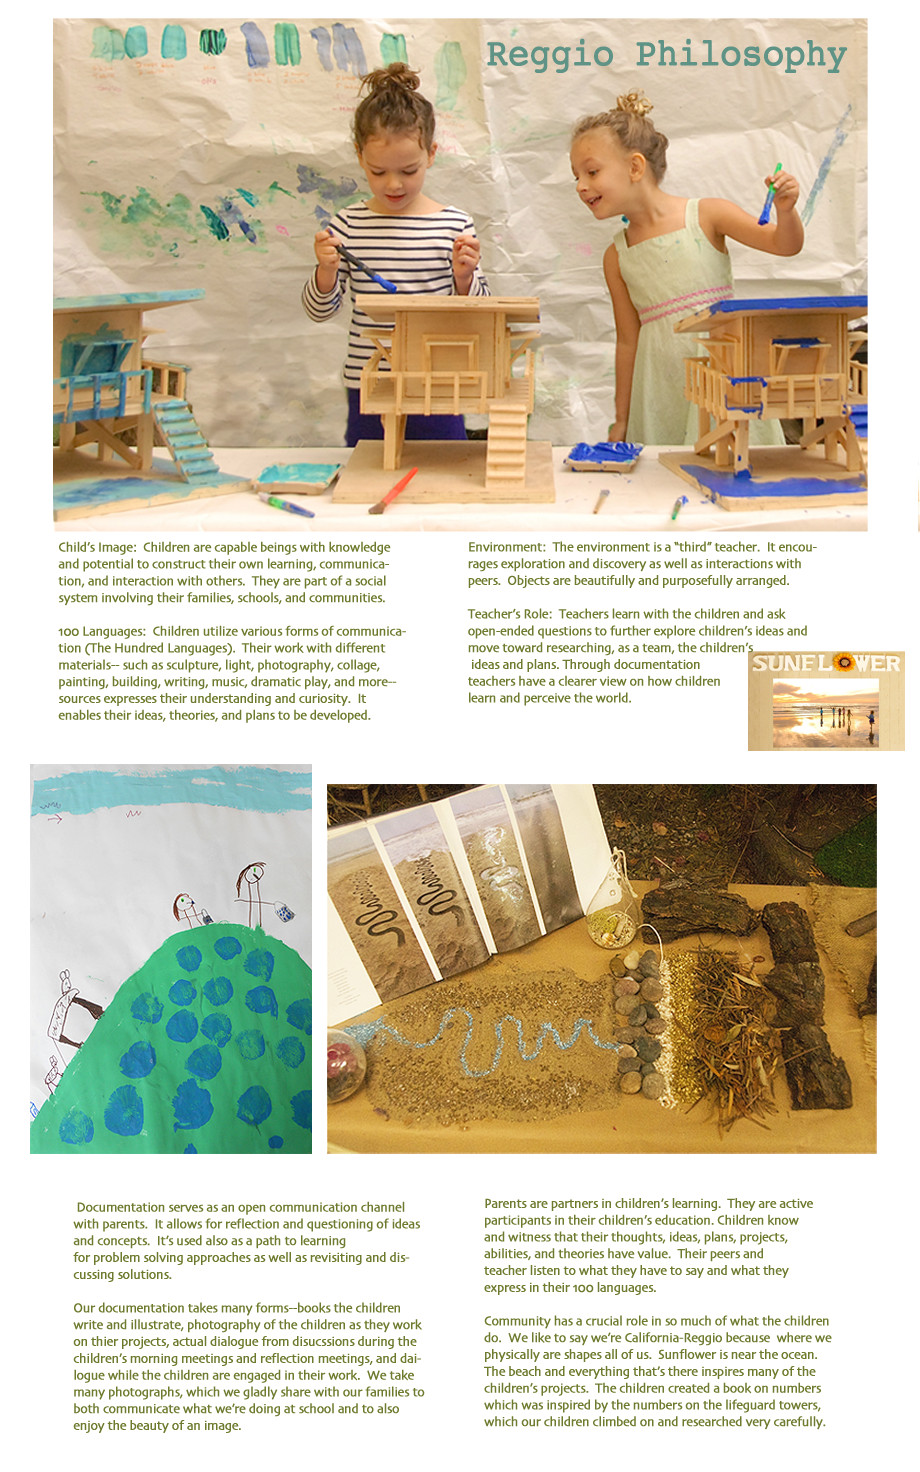 Reggio Philosophy
Child's Image:  Children are capable beings with knowledge
and potential to construct their own learning, communica-
tion, and interaction with others.  They are part of a social
system involving their families, schools, and communities.
100 Languages:  Children utilize various forms of communica-
tion (The Hundred Languages).  Their work with different
materials-- such as sculpture, light, photography, collage,
painting, building, writing, music, dramatic play, and more--
sources expresses their understanding and curiosity.  It
enables their ideas, theories, and plans to be developed.
Environment:  The environment is a "third" teacher.  It encou-
rages exploration and discovery as well as interactions with
peers.  Objects are beautifully and purposefully arranged.
Teacher's Role:  Teachers learn with the children and ask
open-ended questions to further explore children's ideas and
move toward researching, as a team, the children's
ideas and plans. Through documentation
teachers have a clearer view on how children
learn and perceive the world.
SUNFLOWER
Documentation serves as an open communication channel
with parents.  It allows for reflection and questioning of ideas
and concepts.  It's used also as a path to learning
for problem solving approaches as well as revisiting and dis-
cussing solutions.
Our documentation takes many forms--books the children
write and illustrate, photography of the children as they work
on thier projects, actual dialogue from disucssions during the
children's morning meetings and reflection meetings, and dai-
logue while the children are engaged in their work.  We take
many photographs, which we gladly share with our families to
both communicate what we're doing at school and to also
enjoy the beauty of an image.
Parents are partners in children's learning.  They are active
participants in their children's education. Children know
and witness that their thoughts, ideas, plans, projects,
abilities, and theories have value.  Their peers and
teacher listen to what they have to say and what they
express in their 100 languages.
Community has a crucial role in so much of what the children
do.  We like to say we're California-Reggio because  where we
physically are shapes all of us.  Sunflower is near the ocean.
The beach and everything that's there inspires many of the
children's projects.  The children created a book on numbers
which was inspired by the numbers on the lifeguard towers,
which our children climbed on and researched very carefully.